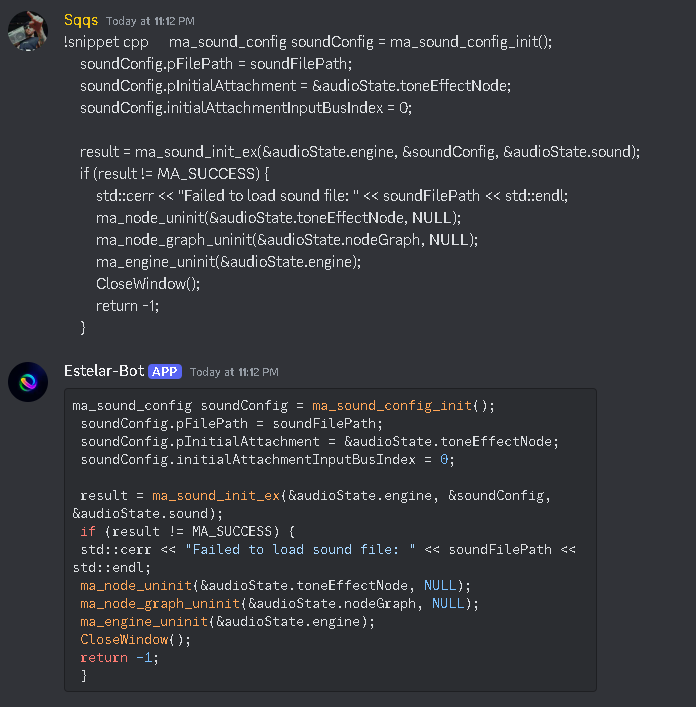 Sqqs Today at 11:12 PM
!snippet cpp     ma_sound_config soundConfig = ma_sound_config_init();
    soundConfig.pFilePath = soundFilePath;
    soundConfig.pInitialAttachment = &audioState.toneEffectNode;
    soundConfig.initialAttachmentInputBusIndex = 0;

    result = ma_sound_init_ex(&audioState.engine, &soundConfig, &audioState.sound);
    if (result != MA_SUCCESS) {
        std::cerr << "Failed to load sound file: " << soundFilePath << std::endl;
        ma_node_uninit(&audioState.toneEffectNode, NULL);
        ma_node_graph_uninit(&audioState.nodeGraph, NULL);
        ma_engine_uninit(&audioState.engine);
        CloseWindow();
        return -1;
    }
Estelar-Bot APP Today at 11:12 PM
ma_sound_config soundConfig = ma_sound_config_init();
 soundConfig.pFilePath = soundFilePath;
 soundConfig.pInitialAttachment = &audioState.toneEffectNode;
 soundConfig.initialAttachmentInputBusIndex = 0;

 result = ma_sound_init_ex(&audioState.engine, &soundConfig,
&audioState.sound);
 if (result != MA_SUCCESS) {
 std::cerr << "Failed to load sound file: " << soundFilePath <<
std::endl;
 ma_node_uninit(&audioState.toneEffectNode, NULL);
 ma_node_graph_uninit(&audioState.nodeGraph, NULL);
 ma_engine_uninit(&audioState.engine);
 CloseWindow();
 return -1;
 }